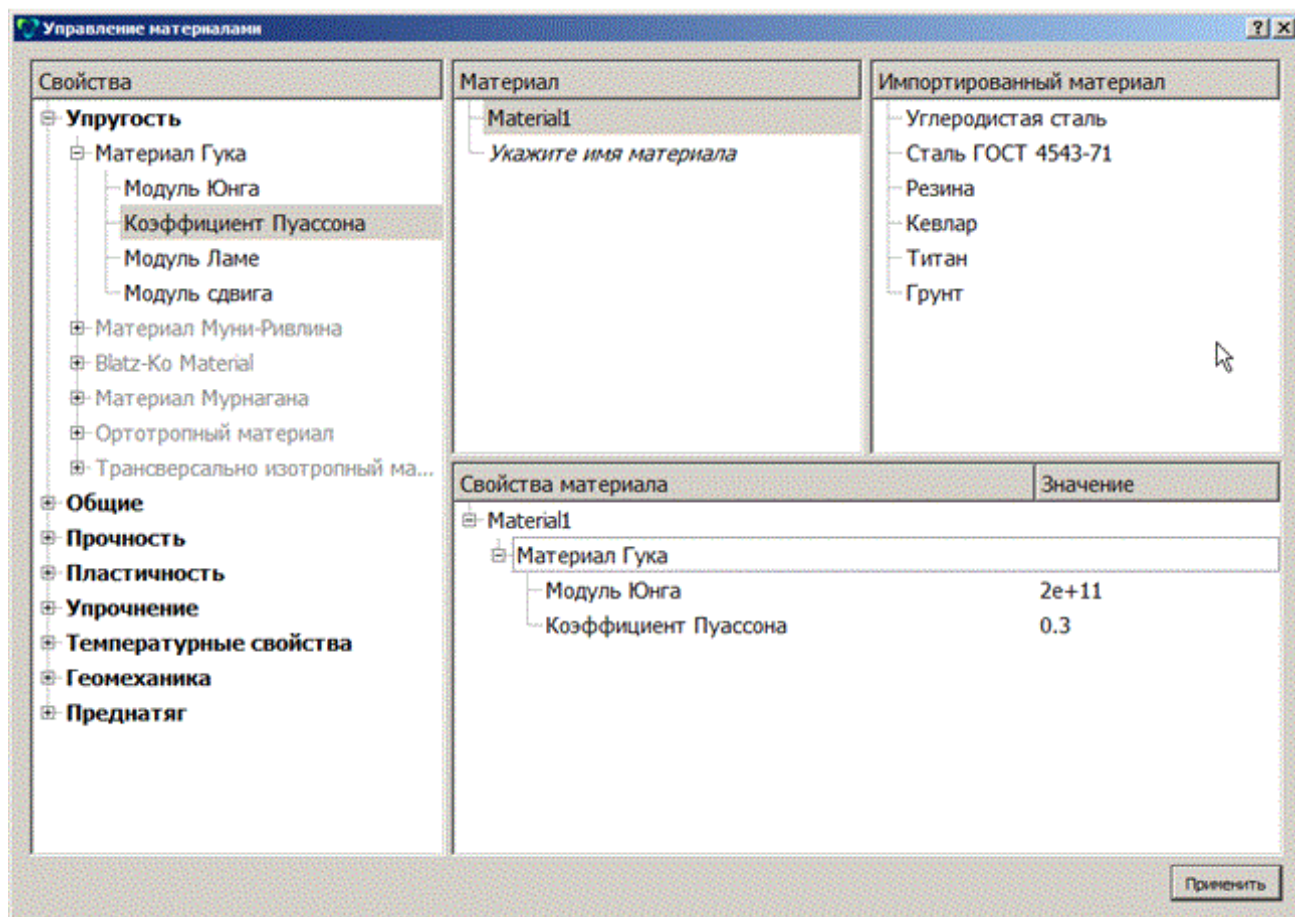 Управление материалами
Свойства
Упругость
Материал Гука
Модуль Юнга
Коэффициент Пуассона
Модуль Ламе
Модуль сдвига
Материал Муни-Ривлина
Blatz-Ko Material
Материал Мурнагана
Ортотропный материал
Трансверсально изотропный ма...
Общие
Прочность
Пластичность
Упрочнение
Температурные свойства
Геомеханика
Преднатяг
Материал
Material1
Укажите имя материала
Импортированный материал
Углеродистая сталь
Сталь ГОСТ 4543-71
Резина
Кевлар
Титан
Грунт
Свойства материала Значение
Material1
Материал Гука
Модуль Юнга 2e+11
Коэффициент Пуассона 0.3
Применить